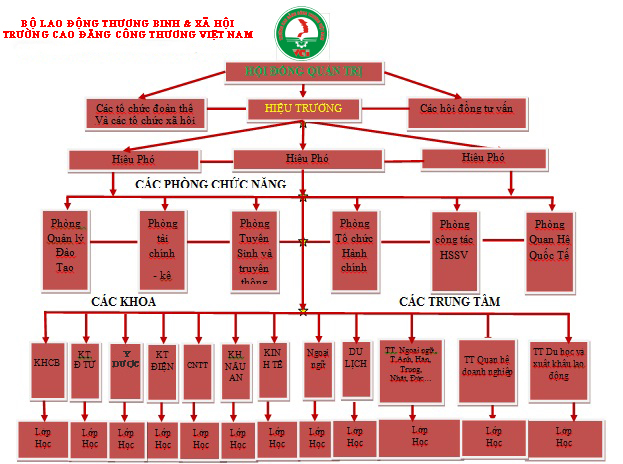 BỘ LAO ĐỘNG THƯƠNG BINH & XÃ HỘI
TRƯỜNG CAO ĐẲNG CÔNG THƯƠNG VIỆT NAM
HỘI ĐỒNG QUẢN TRỊ
Các tổ chức đoàn thể
Và các tổ chức xã hội
HIỆU TRƯỞNG
Các hội đồng tư vấn
Hiệu Phó
Hiệu Phó
Hiệu Phó
CÁC PHÒNG CHỨC NĂNG
Phòng
Quản lý
Đào
Tạo
Phòng
tài
chính
- kê
Phòng
Tuyển
Sinh và
truyền
thông
Phòng
Tổ chức
Hành
chính
Phòng
công tác
HSSV
Phòng
Quan Hệ
Quốc Tế
CÁC KHOA
CÁC TRUNG TÂM
KHCB
KT
Ô TÔ
Y
DƯỢC
KT
ĐIỆN
CNTT
KH
NẤU
ĂN
KIN
H TẾ
Ngoại
ngữ
DU
LỊCH
TT. Ngoại ngữ,
T.Anh, Hàn,
Trung,
Nhật, Đức…
TT Quan hệ
doanh nghiệp
TT Du học và
xuất khẩu lao
động
Lớp
Học
Lớp
Học
Lớp
Học
Lớp
Học
Lớp
Học
Lớp
Học
Lớp
Học
Lớp
Học
Lớp
Học
Lớp
Học
Lớp
Học
Lớp
Học